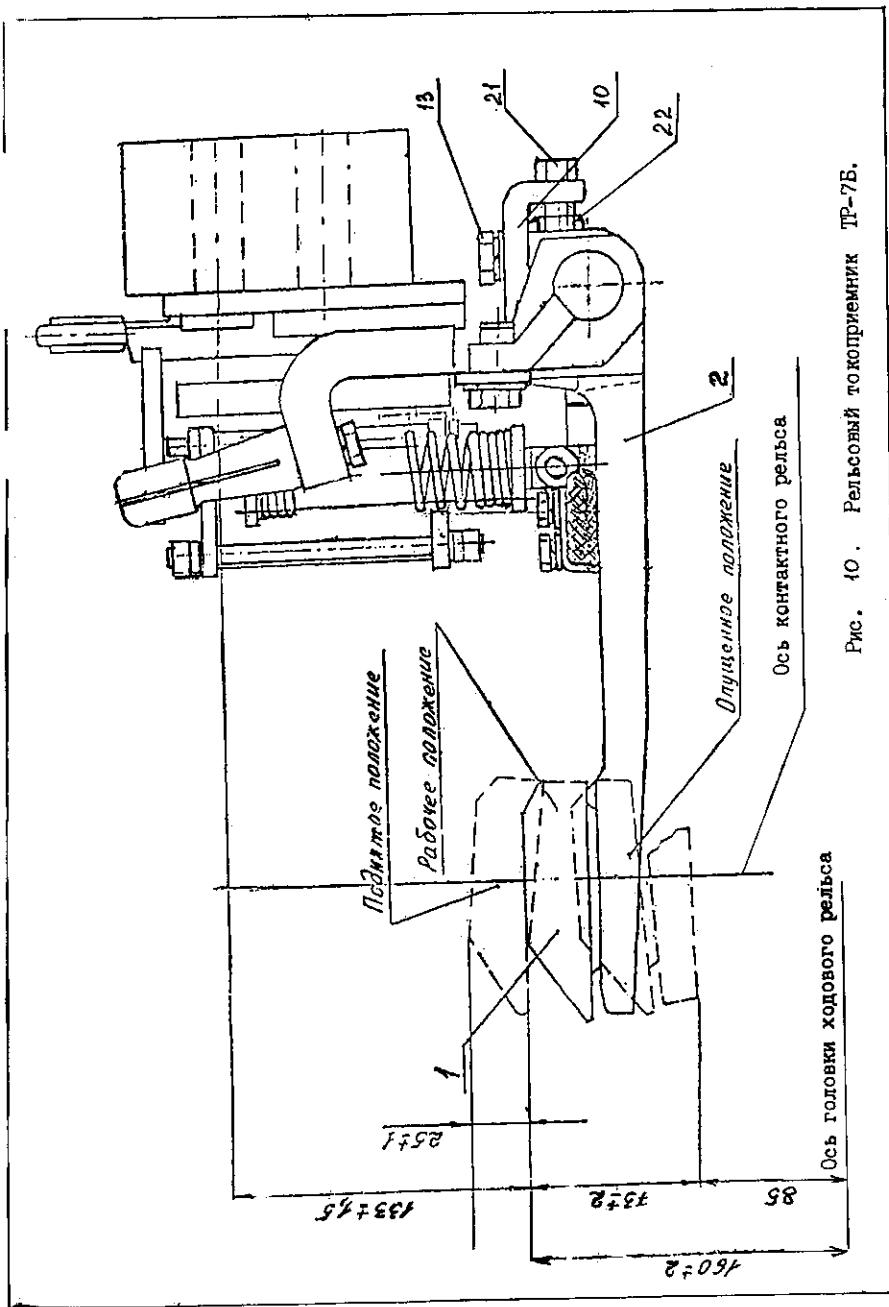 13
21
10
22
2
Поднятое положение
Рабочее положение
Опущенное положение
Ось контактного рельса
1
25±1
133±1,5
73±2
85
160±2
Ось головки ходового рельса
Рис. 10. Рельсовый токоприемник ТР-7Б.